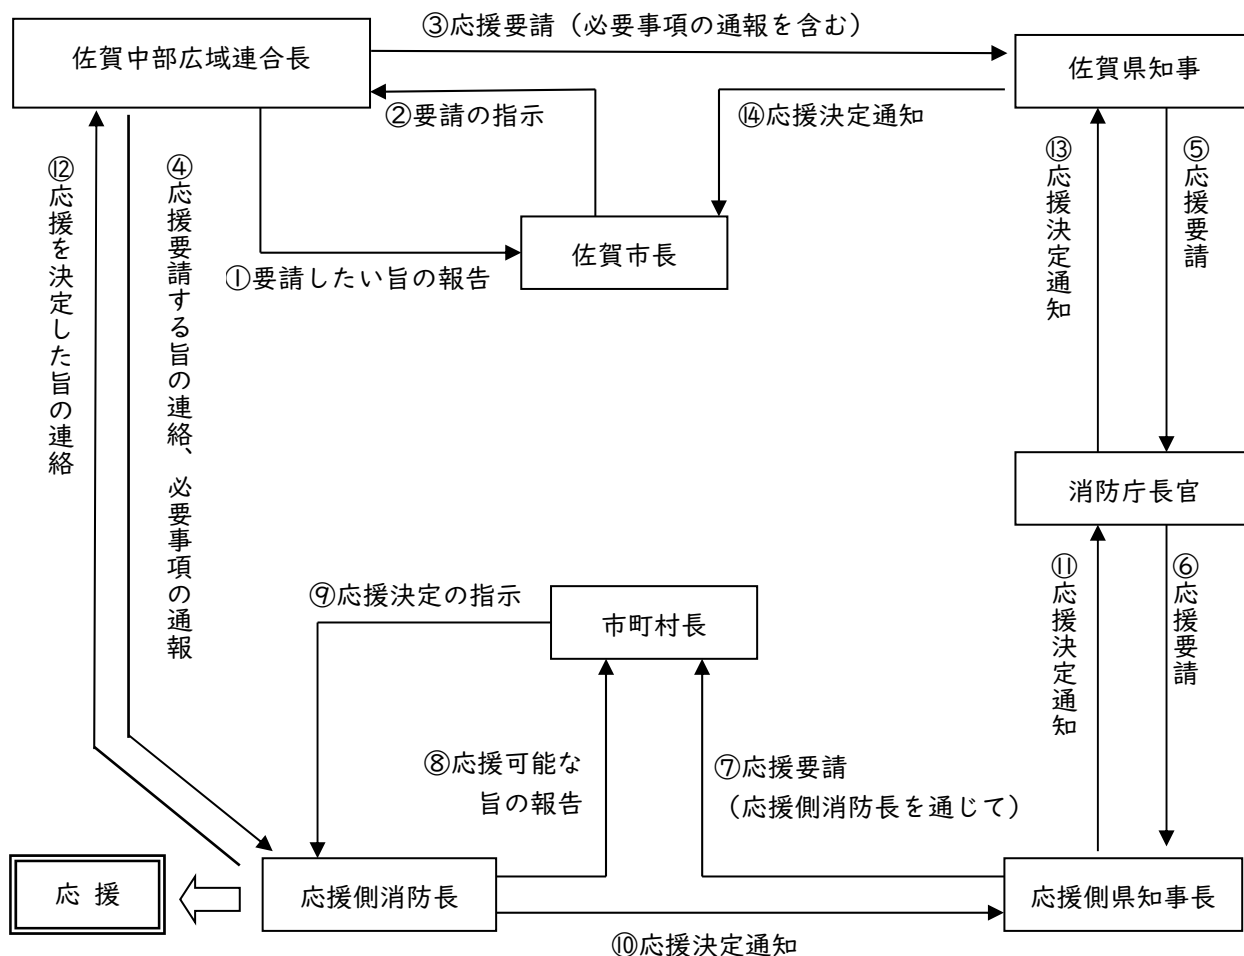 ③応援要請（必要事項の通報を含む）
佐賀中部広域連合長
佐賀県知事
②要請の指示
⑭応援決定通知
⑫応援を決定した旨の連絡
④応援要請する旨の連絡、必要事項の通報
⑬応援決定通知
⑤応援要請
佐賀市長
①要請したい旨の報告
消防庁長官
⑨応援決定の指示
市町村長
⑪応援決定通知
⑥応援要請
⑧応援可能な
旨の報告
⑦応援要請
（応援側消防長を通じて）
応 援
応援側消防長
応援側県知事長
⑩応援決定通知